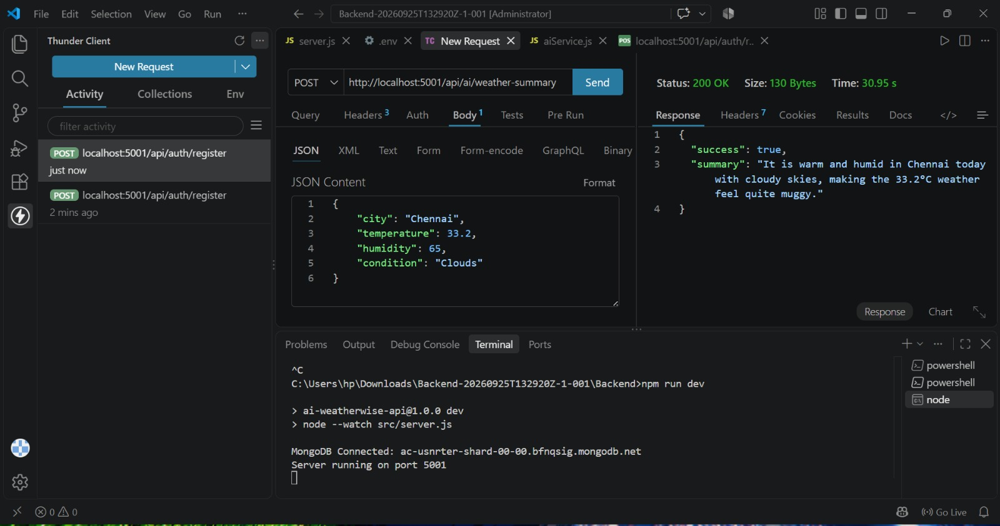 File Edit Selection View Go Run ···
Backend-20260925T132920Z-1-001 [Administrator]
Thunder Client
New Request
Activity Collections Env
filter activity
POST localhost:5001/api/auth/register
just now
POST localhost:5001/api/auth/register
2 mins ago
JS server.js
.env
TC New Request
JS aiService.js
POS localhost:5001/api/auth/r..
POST http://localhost:5001/api/ai/weather-summary Send
Query Headers 3 Auth Body 1 Tests Pre Run
JSON XML Text Form Form-encode GraphQL Binary
JSON Content Format
1 {
2 "city": "Chennai",
3 "temperature": 33.2,
4 "humidity": 65,
5 "condition": "Clouds"
6 }
Status: 200 OK Size: 130 Bytes Time: 30.95 s
Response Headers 7 Cookies Results Docs </>
1 {
2 "success": true,
3 "summary": "It is warm and humid in Chennai today
with cloudy skies, making the 33.2°C weather
feel quite muggy."
4 }
Response Chart
Problems Output Debug Console Terminal Ports
^C
C:\Users\hp\Downloads\Backend-20260925T132920Z-1-001\Backend>npm run dev
> ai-weatherwise-api@1.0.0 dev
> node --watch src/server.js
MongoDB Connected: ac-usnrter-shard-00-00.bfnqsig.mongodb.net
Server running on port 5001
powershell
powershell
node
0 0
Go Live